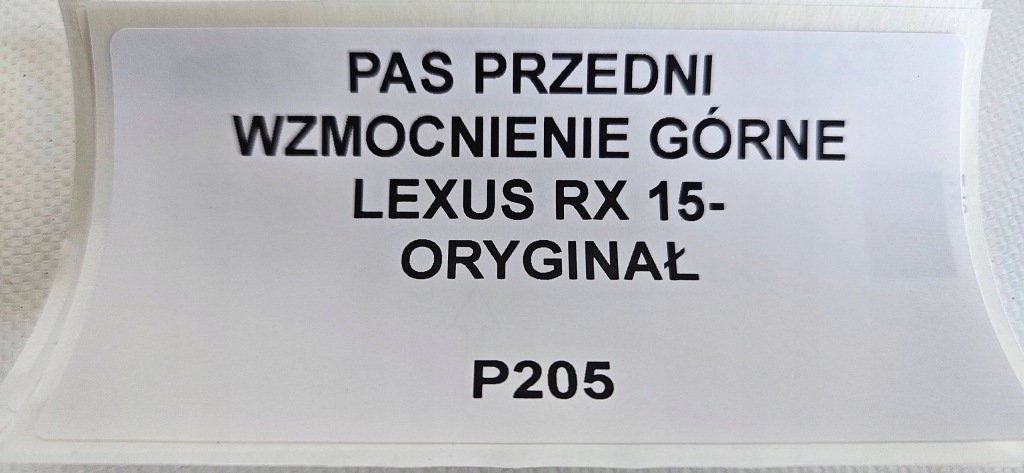 PAS PRZEDNI
WZMOCNIENIE GÓRNE
LEXUS RX 15-
ORYGINAŁ
P205